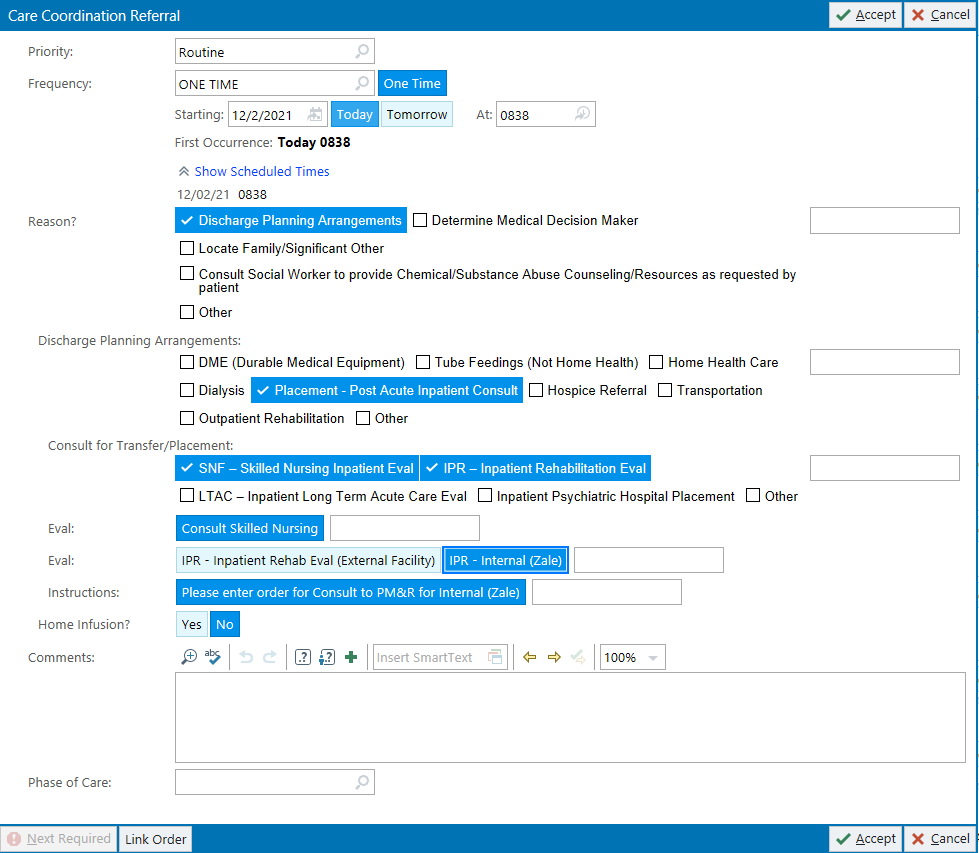 Care Coordination Referral Accept Cancel
Priority: Routine
Frequency: ONE TIME One Time
Starting: 12/2/2021 Today Tomorrow At: 0838
First Occurrence: Today 0838
Show Scheduled Times
12/02/21 0838
Reason? Discharge Planning Arrangements Determine Medical Decision Maker
Locate Family/Significant Other
Consult Social Worker to provide Chemical/Substance Abuse Counseling/Resources as requested by
patient
Other
Discharge Planning Arrangements:
DME (Durable Medical Equipment) Tube Feedings (Not Home Health) Home Health Care
Dialysis Placement - Post Acute Inpatient Consult Hospice Referral Transportation
Outpatient Rehabilitation Other
Consult for Transfer/Placement:
SNF – Skilled Nursing Inpatient Eval IPR – Inpatient Rehabilitation Eval
LTAC – Inpatient Long Term Acute Care Eval Inpatient Psychiatric Hospital Placement Other
Eval: Consult Skilled Nursing
Eval: IPR - Inpatient Rehab Eval (External Facility) IPR - Internal (Zale)
Instructions: Please enter order for Consult to PM&R for Internal (Zale)
Home Infusion? Yes No
Comments: abc Insert SmartText 100%
Phase of Care:
Next Required Link Order Accept Cancel